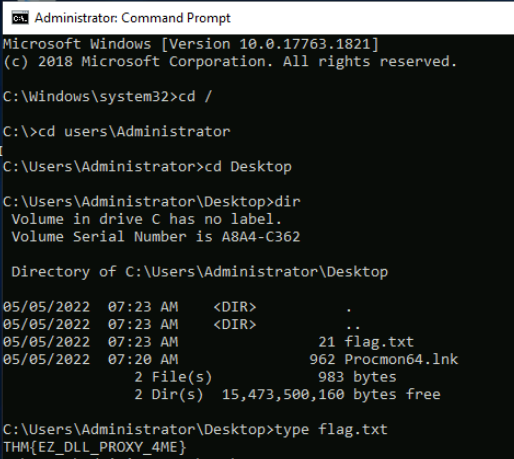 Administrator: Command Prompt
Microsoft Windows [Version 10.0.17763.1821]
(c) 2018 Microsoft Corporation. All rights reserved.
C:\Windows\system32>cd /
C:\>cd users\Administrator
C:\Users\Administrator>cd Desktop
C:\Users\Administrator\Desktop>dir
 Volume in drive C has no label.
 Volume Serial Number is A8A4-C362
 Directory of C:\Users\Administrator\Desktop
05/05/2022  07:23 AM    <DIR>          .
05/05/2022  07:23 AM    <DIR>          ..
05/05/2022  07:23 AM                21 flag.txt
05/05/2022  07:20 AM               962 Procmon64.lnk
               2 File(s)            983 bytes
               2 Dir(s)  15,473,500,160 bytes free
C:\Users\Administrator\Desktop>type flag.txt
THM{EZ_DLL_PROXY_4ME}